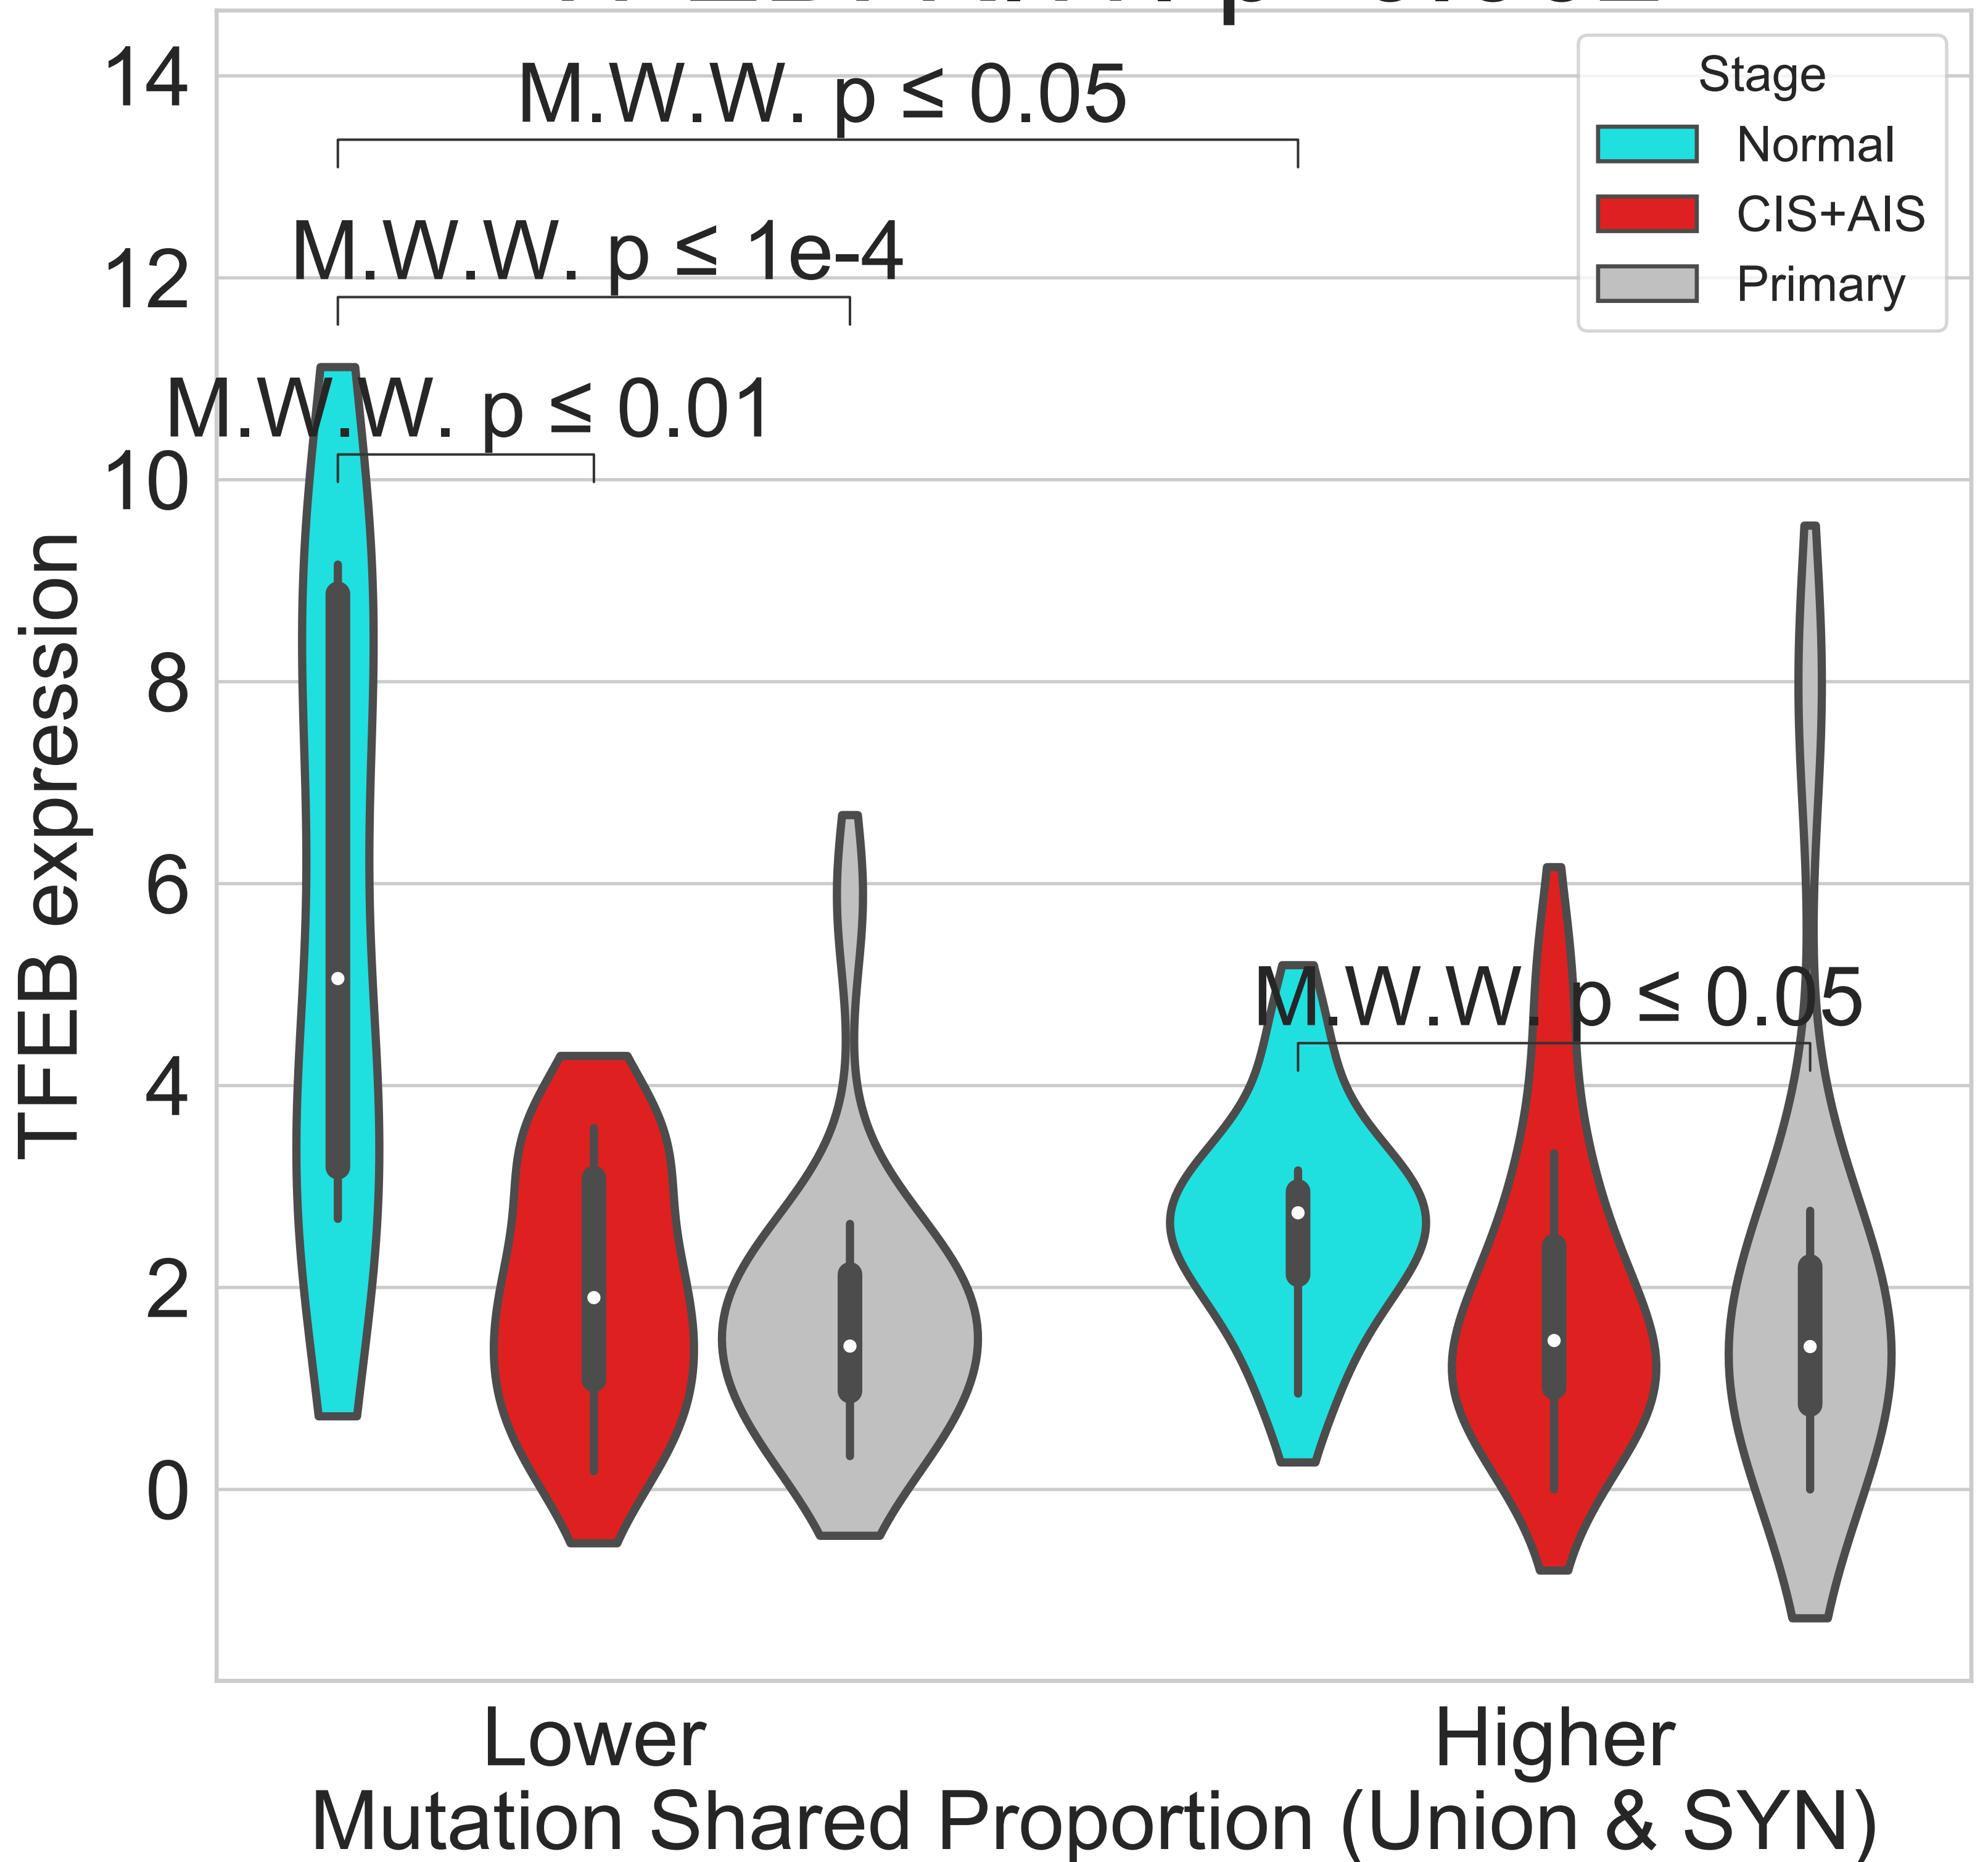 M.W.W. p ≤ 0.05
M.W.W. p ≤ 1e-4
M.W.W. p ≤ 0.01
M.W.W. p ≤ 0.05
Stage
Normal
CIS+AIS
Primary
14
12
10
8
6
4
2
0
TFEB expression
Lower
Higher
Mutation Shared Proportion (Union & SYN)